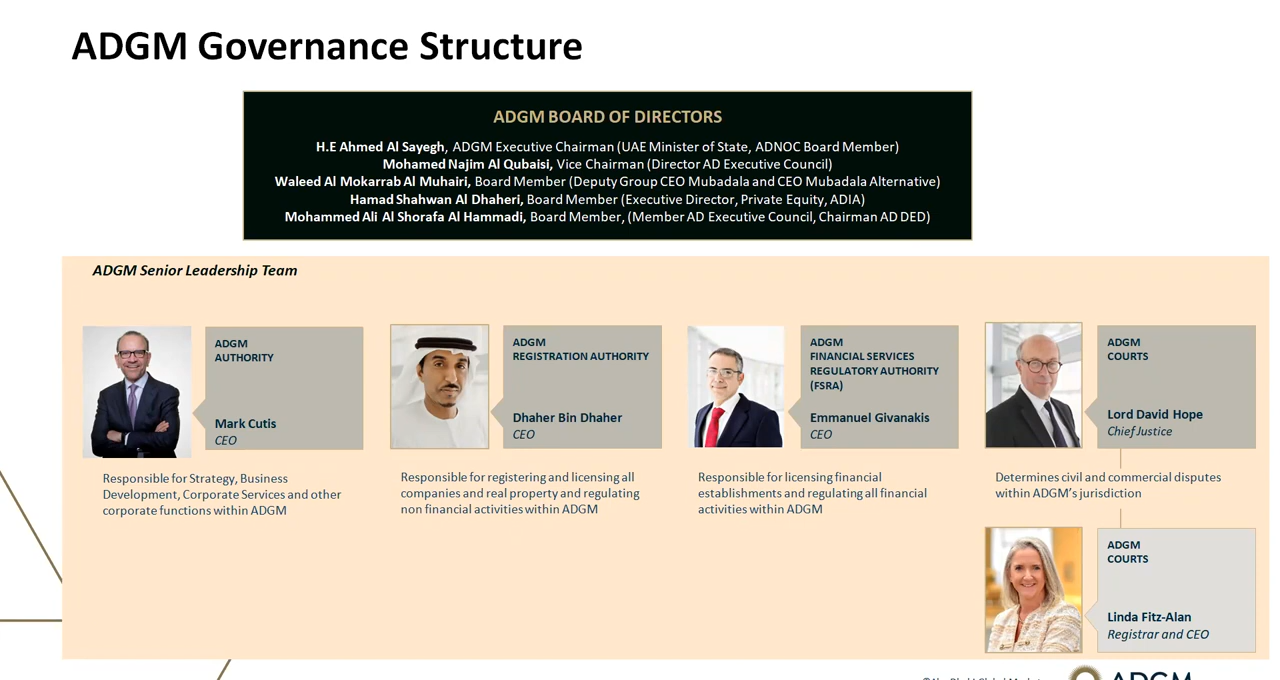 ADGM Governance Structure
ADGM BOARD OF DIRECTORS
H.E Ahmed Al Sayegh, ADGM Executive Chairman (UAE Minister of State, ADNOC Board Member)
Mohamed Najim Al Qubaisi, Vice Chairman (Director AD Executive Council)
Waleed Al Mokarrab Al Muhairi, Board Member (Deputy Group CEO Mubadala and CEO Mubadala Alternative)
Hamad Shahwan Al Dhaheri, Board Member (Executive Director, Private Equity, ADIA)
Mohammed Ali Al Shorafa Al Hammadi, Board Member, (Member AD Executive Council, Chairman AD DED)
ADGM Senior Leadership Team
ADGM
AUTHORITY
Mark Cutis
CEO
Responsible for Strategy, Business
Development, Corporate Services and other
corporate functions within ADGM
ADGM
REGISTRATION AUTHORITY
Dhaher Bin Dhaher
CEO
Responsible for registering and licensing all
companies and real property and regulating
non financial activities within ADGM
ADGM
FINANCIAL SERVICES
REGULATORY AUTHORITY
(FSRA)
Emmanuel Givanakis
CEO
Responsible for licensing financial
establishments and regulating all financial
activities within ADGM
ADGM
COURTS
Lord David Hope
Chief Justice
Determines civil and commercial disputes
within ADGM's jurisdiction
ADGM
COURTS
Linda Fitz-Alan
Registrar and CEO
ADGM